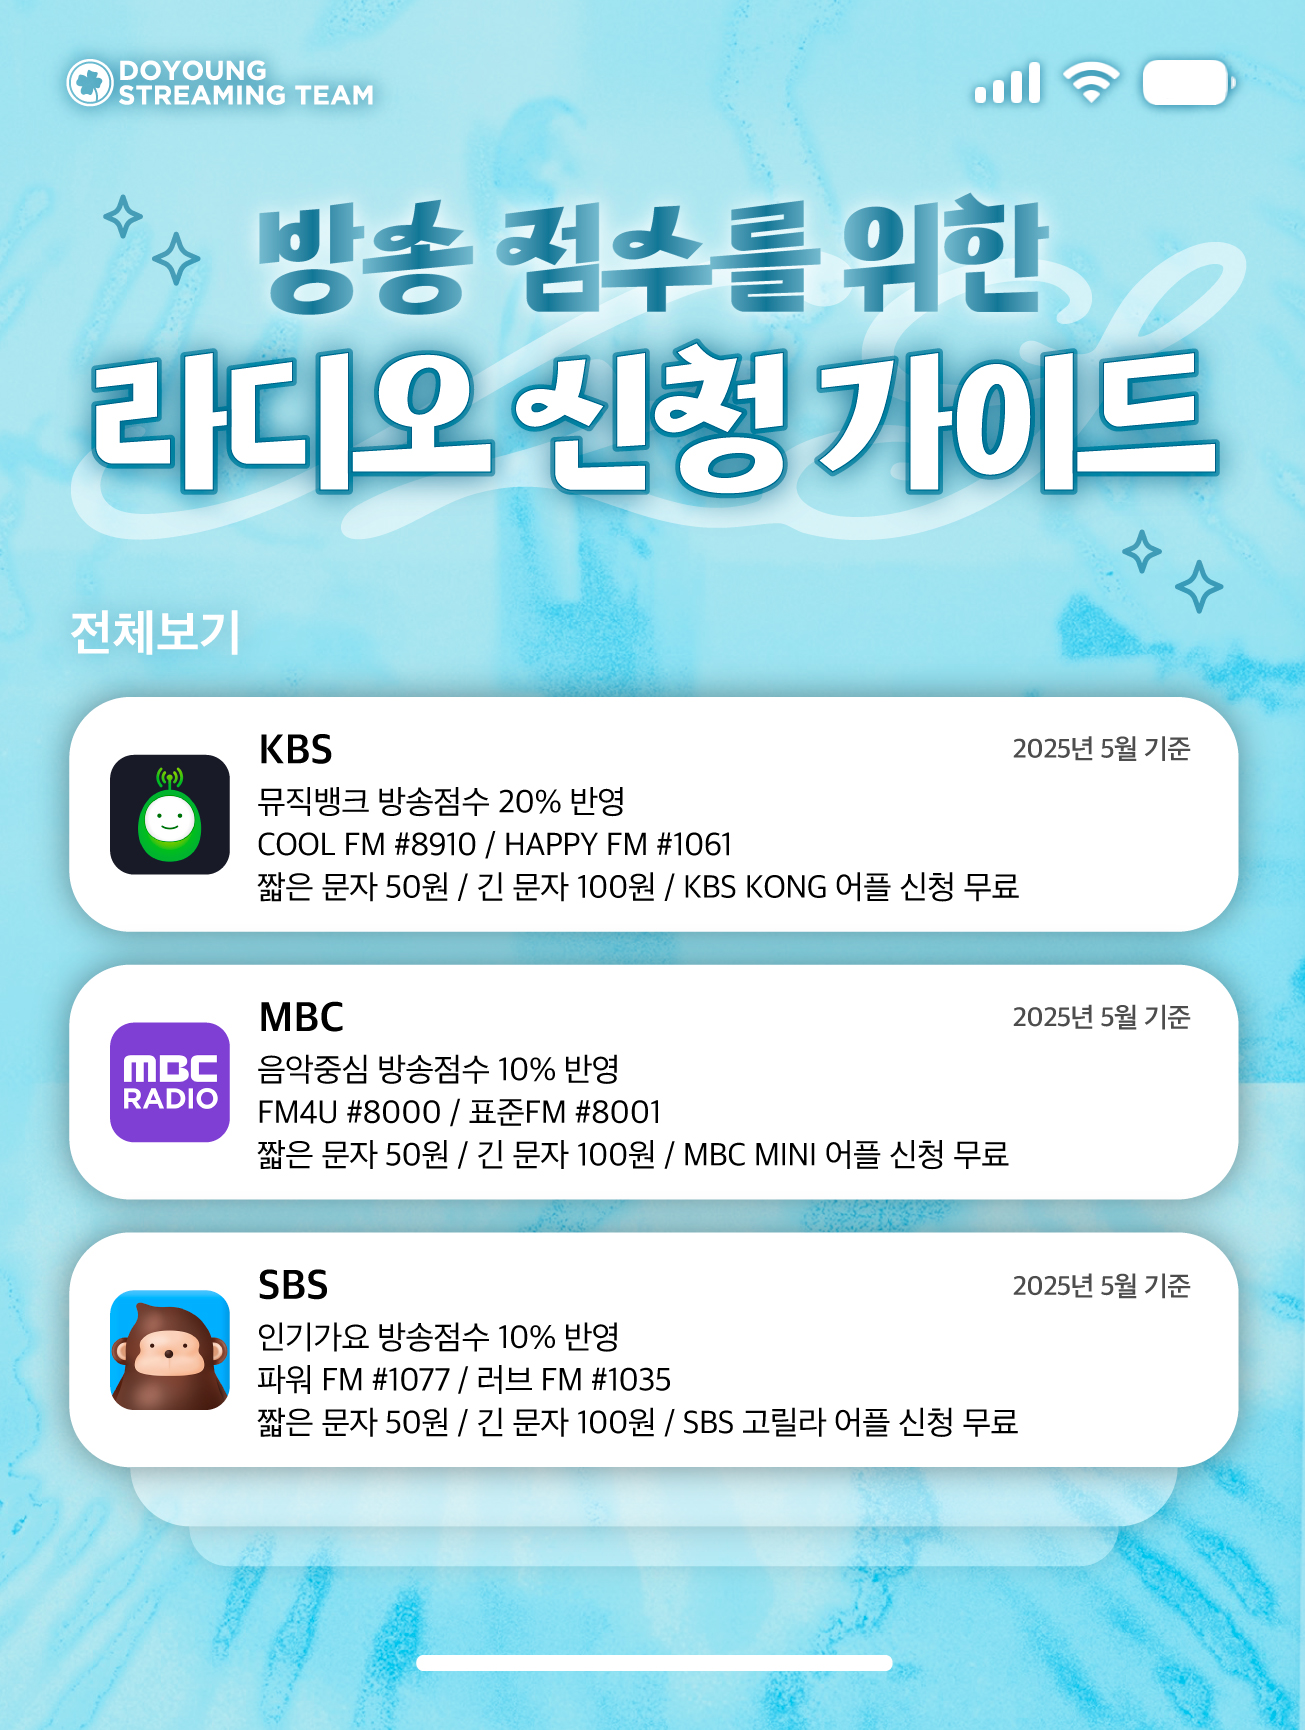 DOYOUNG
STREAMING TEAM
방송 점수를 위한
라디오 신청 가이드
전체보기
KBS
2025년 5월 기준
뮤직뱅크 방송점수 20% 반영
COOL FM #8910 / HAPPY FM #1061
짧은 문자 50원 / 긴 문자 100원 / KBS KONG 어플 신청 무료
MBC
2025년 5월 기준
MBC
RADIO
음악중심 방송점수 10% 반영
FM4U #8000 / 표준FM #8001
짧은 문자 50원 / 긴 문자 100원 / MBC MINI 어플 신청 무료
SBS
2025년 5월 기준
인기가요 방송점수 10% 반영
파워 FM #1077 / 러브 FM #1035
짧은 문자 50원 / 긴 문자 100원 / SBS 고릴라 어플 신청 무료